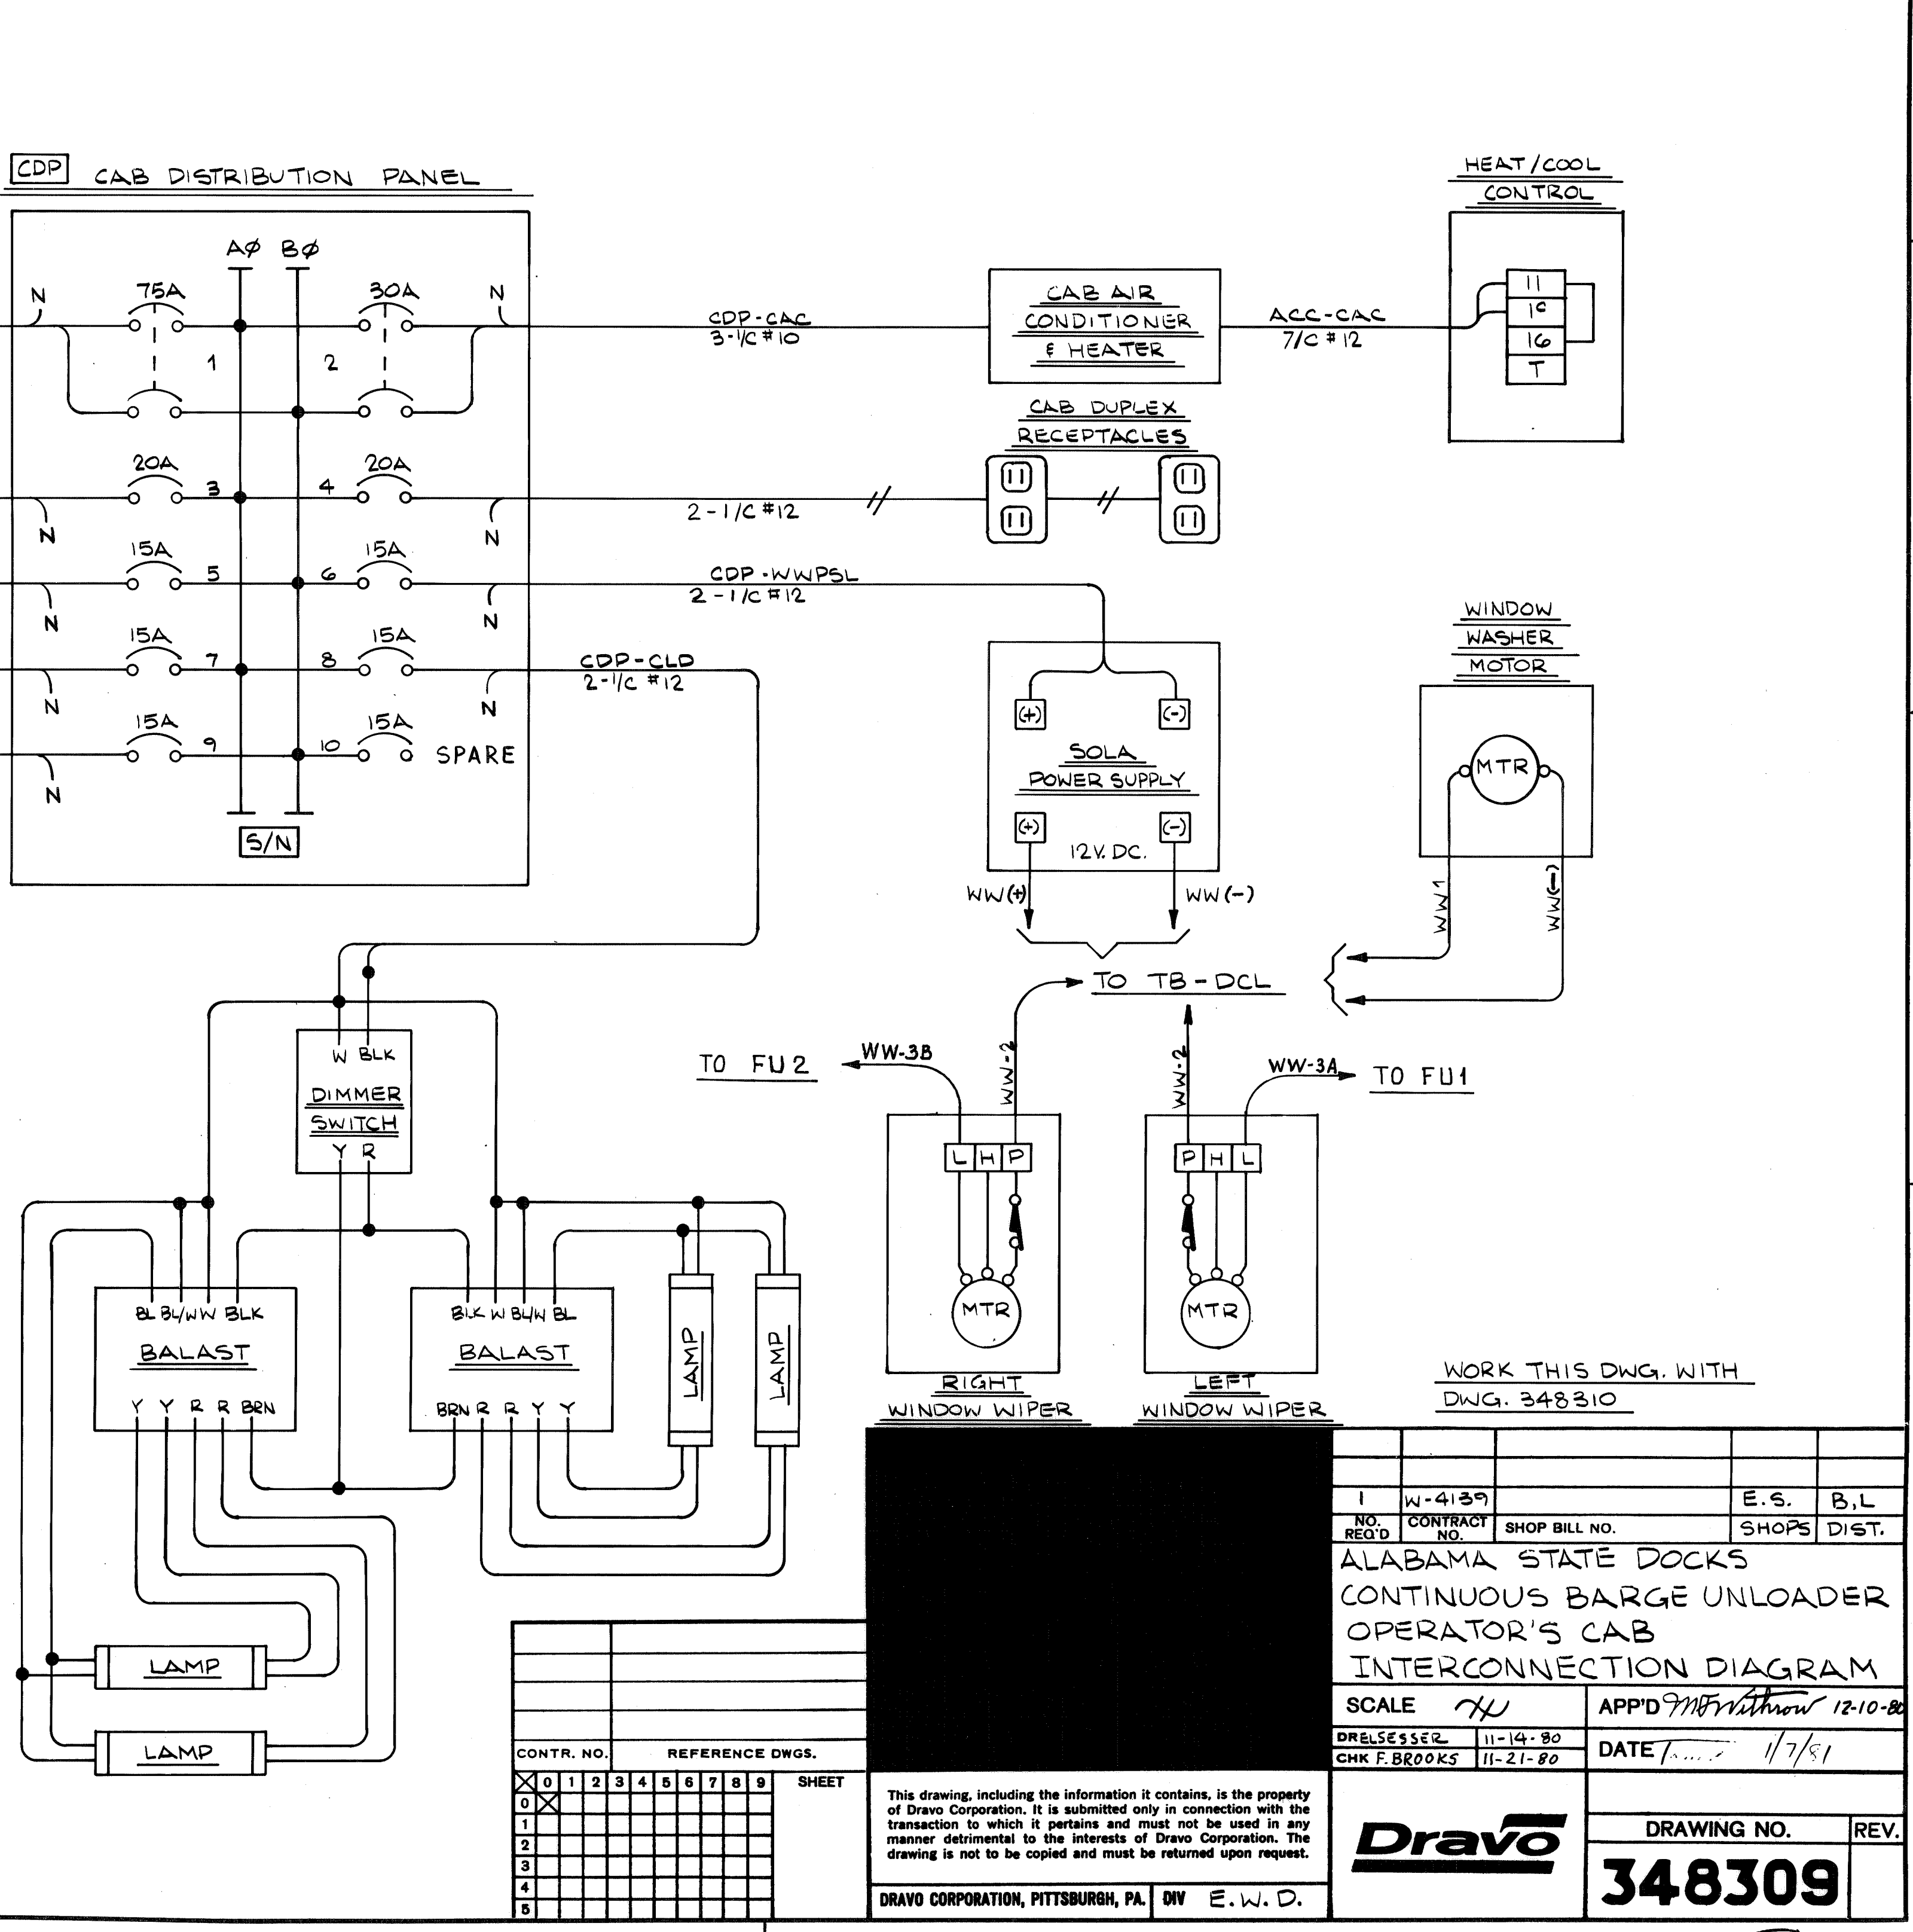 CDP CAB DISTRIBUTION PANEL
AØ BØ
N 75A 30A N
1 2
20A 3 4 20A
N N
15A 5 6 15A
N N
15A 7 8 15A
N N
15A 9 10 15A SPARE
N
S/N
CDP-CAC
3-1/C #10
CAB AIR
CONDITIONER
& HEATER
ACC-CAC
7/C #12
HEAT/COOL
CONTROL
11
16
T
CAB DUPLEX
RECEPTACLES
2-1/C #12
CDP-WWPSL
2-1/C #12
CDP-CLD
2-1/C #12
(+) (-)
SOLA
POWER SUPPLY
(+) (-)
12V. DC.
WW(+) WW(-)
WINDOW
WASHER
MOTOR
MTR
WW1 WW(-)
TO TB-DCL
TO FU2 WW-3B WW-2
WW-2 WW-3A TO FU1
L H P
MTR
RIGHT
WINDOW WIPER
P H L
MTR
LEFT
WINDOW WIPER
W BLK
DIMMER
SWITCH
Y R
BL BL/W W BLK
BALAST
Y Y R R BRN
BLK W BL/W BL
BALAST
BRN R R Y Y
LAMP
LAMP
LAMP
LAMP
WORK THIS DWG. WITH
DWG. 348310
1 W-4139 E.S. B,L
NO. REQ'D CONTRACT NO. SHOP BILL NO. SHOPS DIST.
ALABAMA STATE DOCKS
CONTINUOUS BARGE UNLOADER
OPERATOR'S CAB
INTERCONNECTION DIAGRAM
SCALE
APP'D MF Withrow 12-10-80
DR ELSESSER 11-14-80
CHK F. BROOKS 11-21-80
DATE 1/7/81
CONTR. NO. REFERENCE DWGS.
0 1 2 3 4 5 6 7 8 9 SHEET
0
1
2
3
4
5
This drawing, including the information it contains, is the property
of Dravo Corporation. It is submitted only in connection with the
transaction to which it pertains and must not be used in any
manner detrimental to the interests of Dravo Corporation. The
drawing is not to be copied and must be returned upon request.
DRAVO CORPORATION, PITTSBURGH, PA. DIV E.W.D.
Dravo
DRAWING NO. REV.
348309